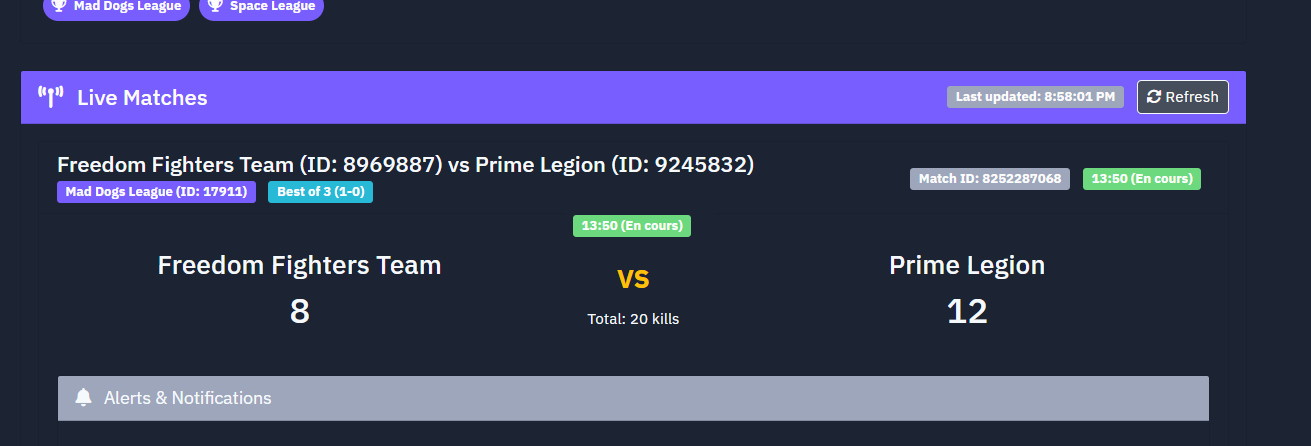 Mad Dogs League Space League
Live Matches Last updated: 8:58:01 PM Refresh
Freedom Fighters Team (ID: 8969887) vs Prime Legion (ID: 9245832)
Mad Dogs League (ID: 17911) Best of 3 (1-0) Match ID: 8252287068 13:50 (En cours)
13:50 (En cours)
Freedom Fighters Team VS Prime Legion
8 12
Total: 20 kills
Alerts & Notifications